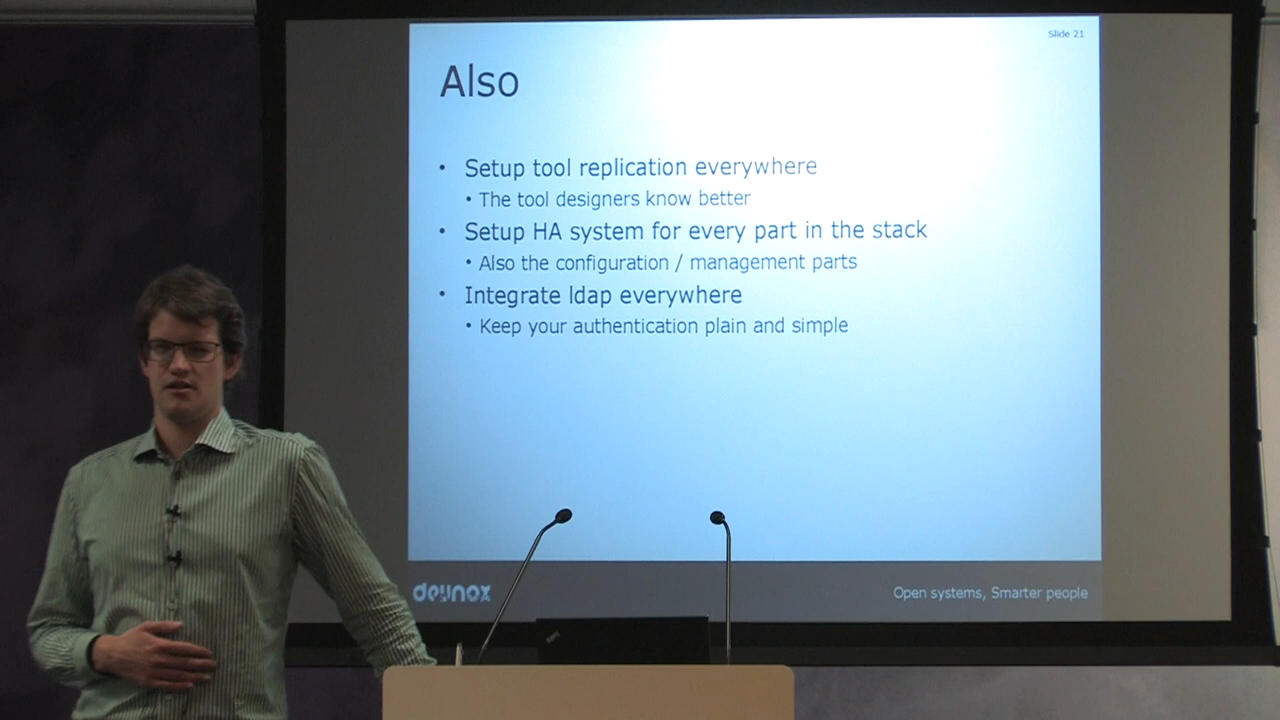 Slide 21
Also
• Setup tool replication everywhere
• The tool designers know better
• Setup HA system for every part in the stack
• Also the configuration / management parts
• Integrate ldap everywhere
• Keep your authentication plain and simple
deynox
Open systems, Smarter people